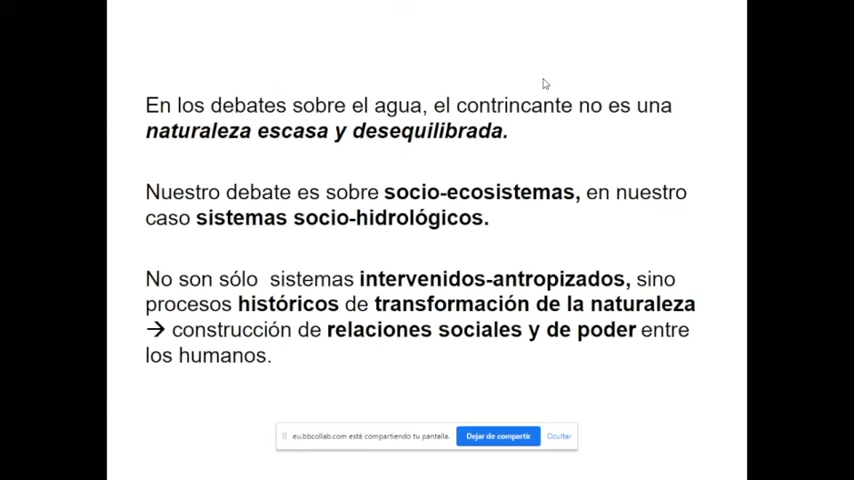 En los debates sobre el agua, el contrincante no es una
naturaleza escasa y desequilibrada.
Nuestro debate es sobre socio-ecosistemas, en nuestro
caso sistemas socio-hidrológicos.
No son sólo sistemas intervenidos-antropizados, sino
procesos históricos de transformación de la naturaleza
→ construcción de relaciones sociales y de poder entre
los humanos.
eu.bbcollab.com está compartiendo tu pantalla. Dejar de compartir Ocultar